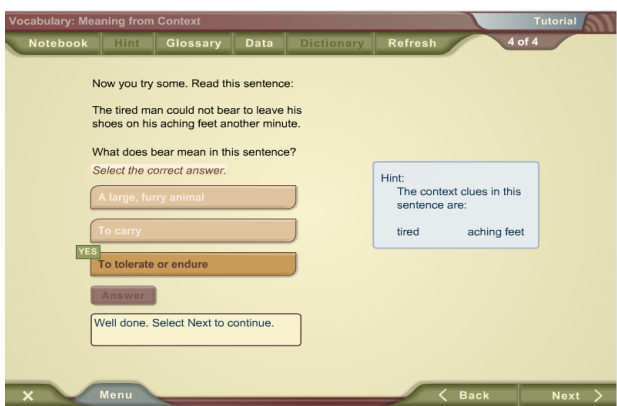 Vocabulary: Meaning from Context
Tutorial
Notebook
Hint
Glossary
Data
Dictionary
Refresh
4 of 4
Now you try some. Read this sentence:
The tired man could not bear to leave his
shoes on his aching feet another minute.
What does bear mean in this sentence?
Select the correct answer.
A large, furry animal
To carry
YES
To tolerate or endure
Answer
Well done. Select Next to continue.
Hint:
The context clues in this
sentence are:
tired aching feet
X
Menu
< Back
Next >